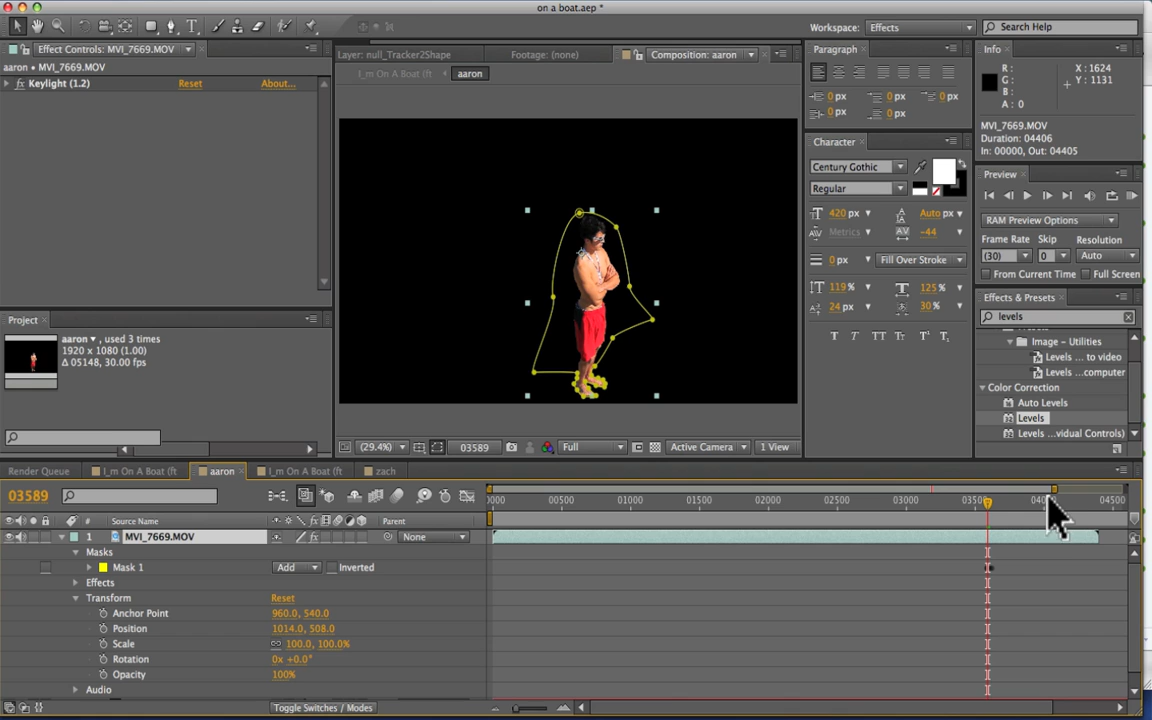 on a boat.aep *
Workspace: Effects Search Help
Effect Controls: MVI_7669.MOV
Layer: null_Tracker2Shape Footage: (none) Composition: aaron
Paragraph
Info
aaron • MVI_7669.MOV
I_m On A Boat (ft aaron
fx Keylight (1.2) Reset About...
R: X : 1624
G: Y : 1131
B:
A : 0
0 px 0 px 0 px
0 px 0 px
MVI_7669.MOV
Duration: 04406
In: 00000, Out: 04405
Character
Century Gothic
Regular
Preview
420 px Auto px
Metrics -44
RAM Preview Options
Frame Rate Skip Resolution
(30) 0 Auto
From Current Time Full Screen
0 px Fill Over Stroke
119 % 125 %
24 px 30 %
T T TT Tr T¹ T₁
Effects & Presets
levels
Image - Utilities
Levels ... to video
Levels ...computer
Color Correction
Auto Levels
Levels
Levels ...vidual Controls)
Project
aaron ▾ , used 3 times
1920 x 1080 (1.00)
Δ 05148, 30.00 fps
(29.4%) 03589 Full Active Camera 1 View
Render Queue I_m On A Boat (ft aaron I_m On A Boat (ft zach
03589
0000 00500 01000 01500 02000 02500 03000 0350 040 04500
# Source Name Parent
1 MVI_7669.MOV None
Masks
Mask 1 Add Inverted
Effects
Transform Reset
Anchor Point 960.0, 540.0
Position 1014.0, 508.0
Scale 100.0, 100.0%
Rotation 0x +0.0°
Opacity 100%
Audio
Toggle Switches / Modes